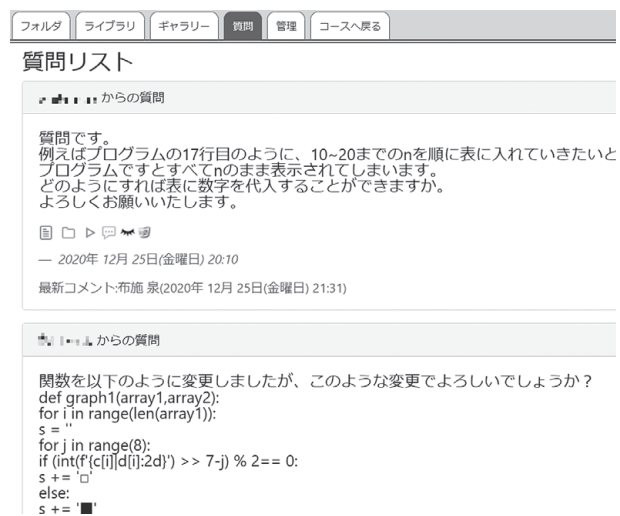 フォルダ
ライブラリ
ギャラリー
質問
管理
コースへ戻る
質問リスト
からの質問
質問です。
例えばプログラムの17行目のように、10~20までのnを順に表に入れていきたいと
プログラムですとすべてnのまま表示されてしまいます。
どのようにすれば表に数字を代入することができますか。
よろしくお願いいたします。
— 2020年 12月 25日(金曜日) 20:10
最新コメント:布施 泉(2020年 12月 25日(金曜日) 21:31)
からの質問
関数を以下のように変更しましたが、このような変更でよろしいでしょうか？
def graph1(array1,array2):
for i in range(len(array1)):
s = ''
for j in range(8):
if (int(f'{c[i]|d[i]:2d}') >> 7-j) % 2== 0:
s += '□'
else:
s += '■'